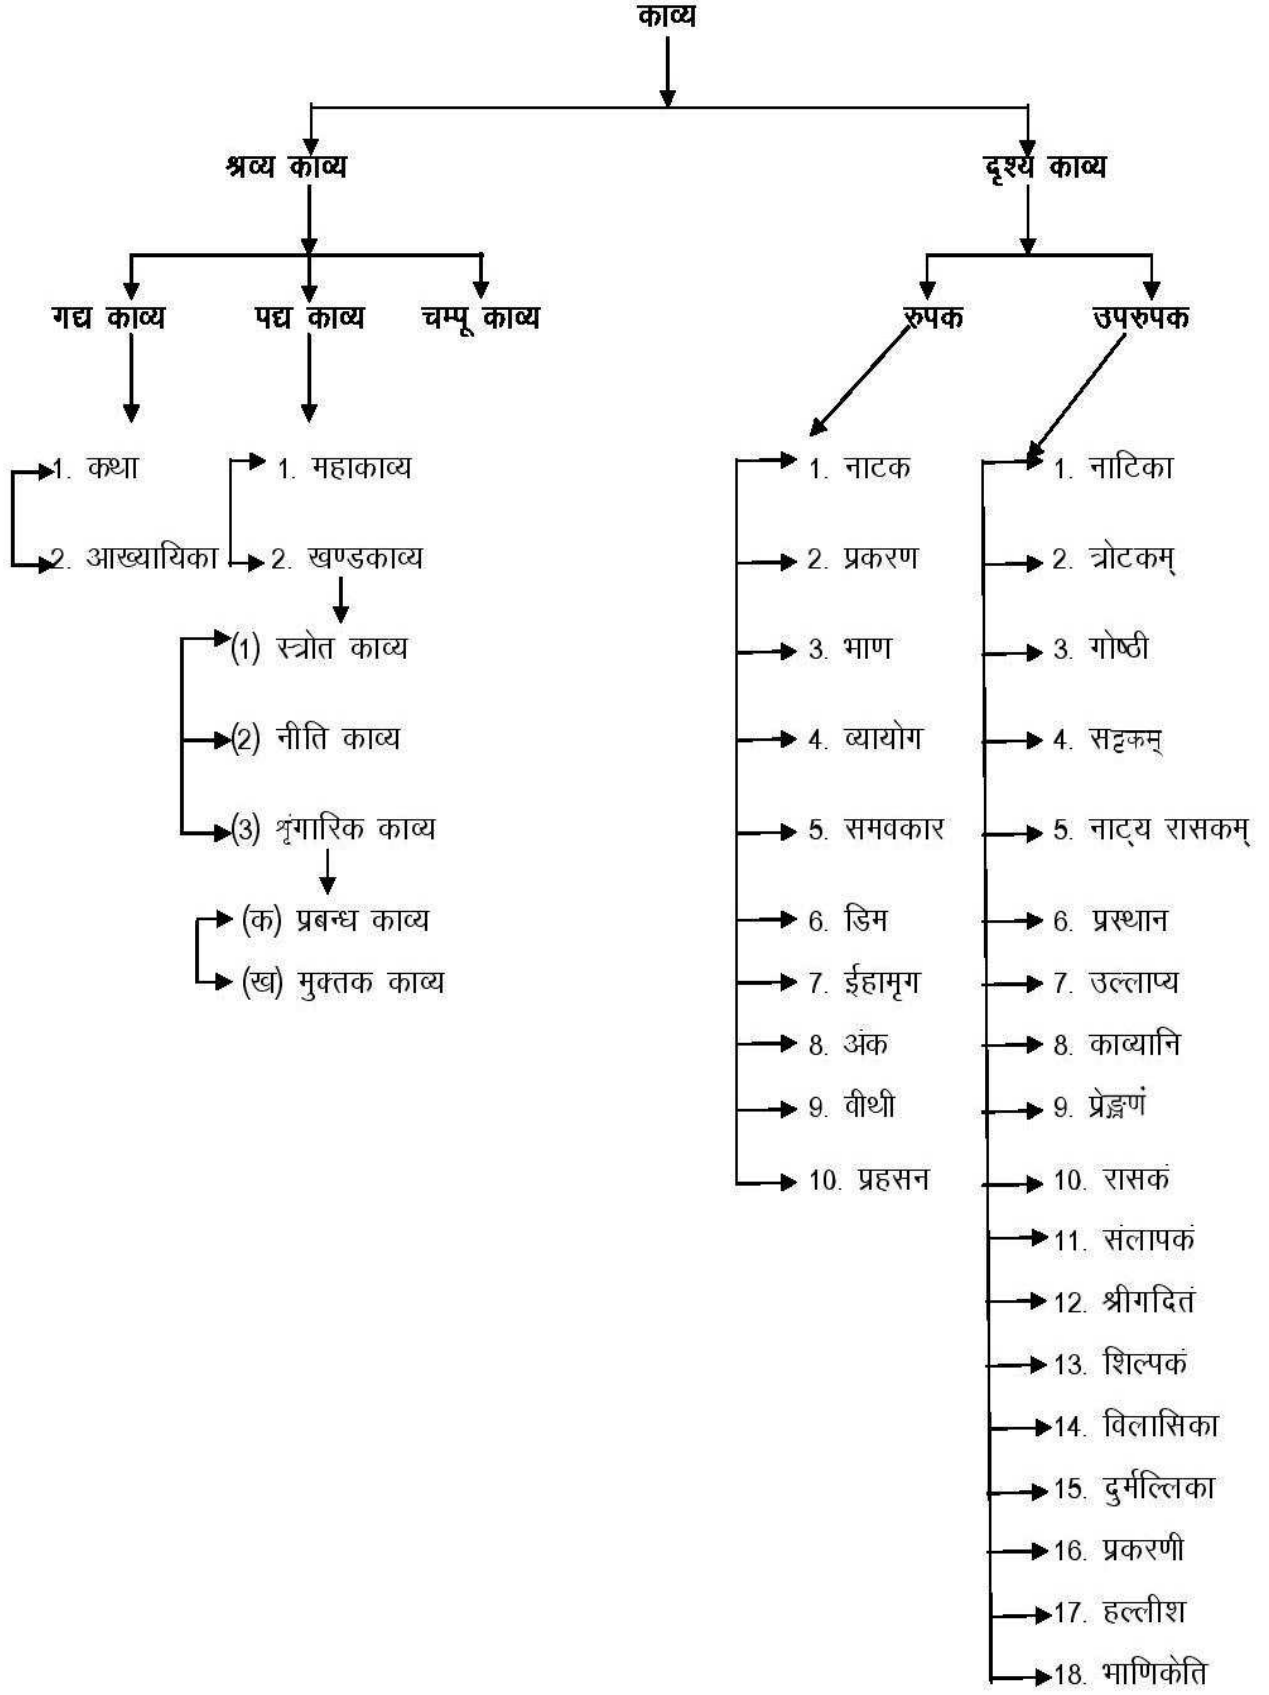 काव्य
श्रव्य काव्य
दृश्य काव्य
गद्य काव्य
पद्य काव्य
चम्पू काव्य
रुपक
उपरुपक
1. कथा
2. आख्यायिका
1. महाकाव्य
2. खण्डकाव्य
(1) स्त्रोत काव्य
(2) नीति काव्य
(3) शृंगारिक काव्य
(क) प्रबन्ध काव्य
(ख) मुक्तक काव्य
1. नाटक
2. प्रकरण
3. भाण
4. व्यायोग
5. समवकार
6. डिम
7. ईहामृग
8. अंक
9. वीथी
10. प्रहसन
1. नाटिका
2. त्रोटकम्
3. गोष्ठी
4. सट्टकम्
5. नाट्य रासकम्
6. प्रस्थान
7. उल्लाप्य
8. काव्यानि
9. प्रेङ्खणं
10. रासकं
11. संलापकं
12. श्रीगदितं
13. शिल्पकं
14. विलासिका
15. दुर्मल्लिका
16. प्रकरणी
17. हल्लीश
18. भाणिकेति